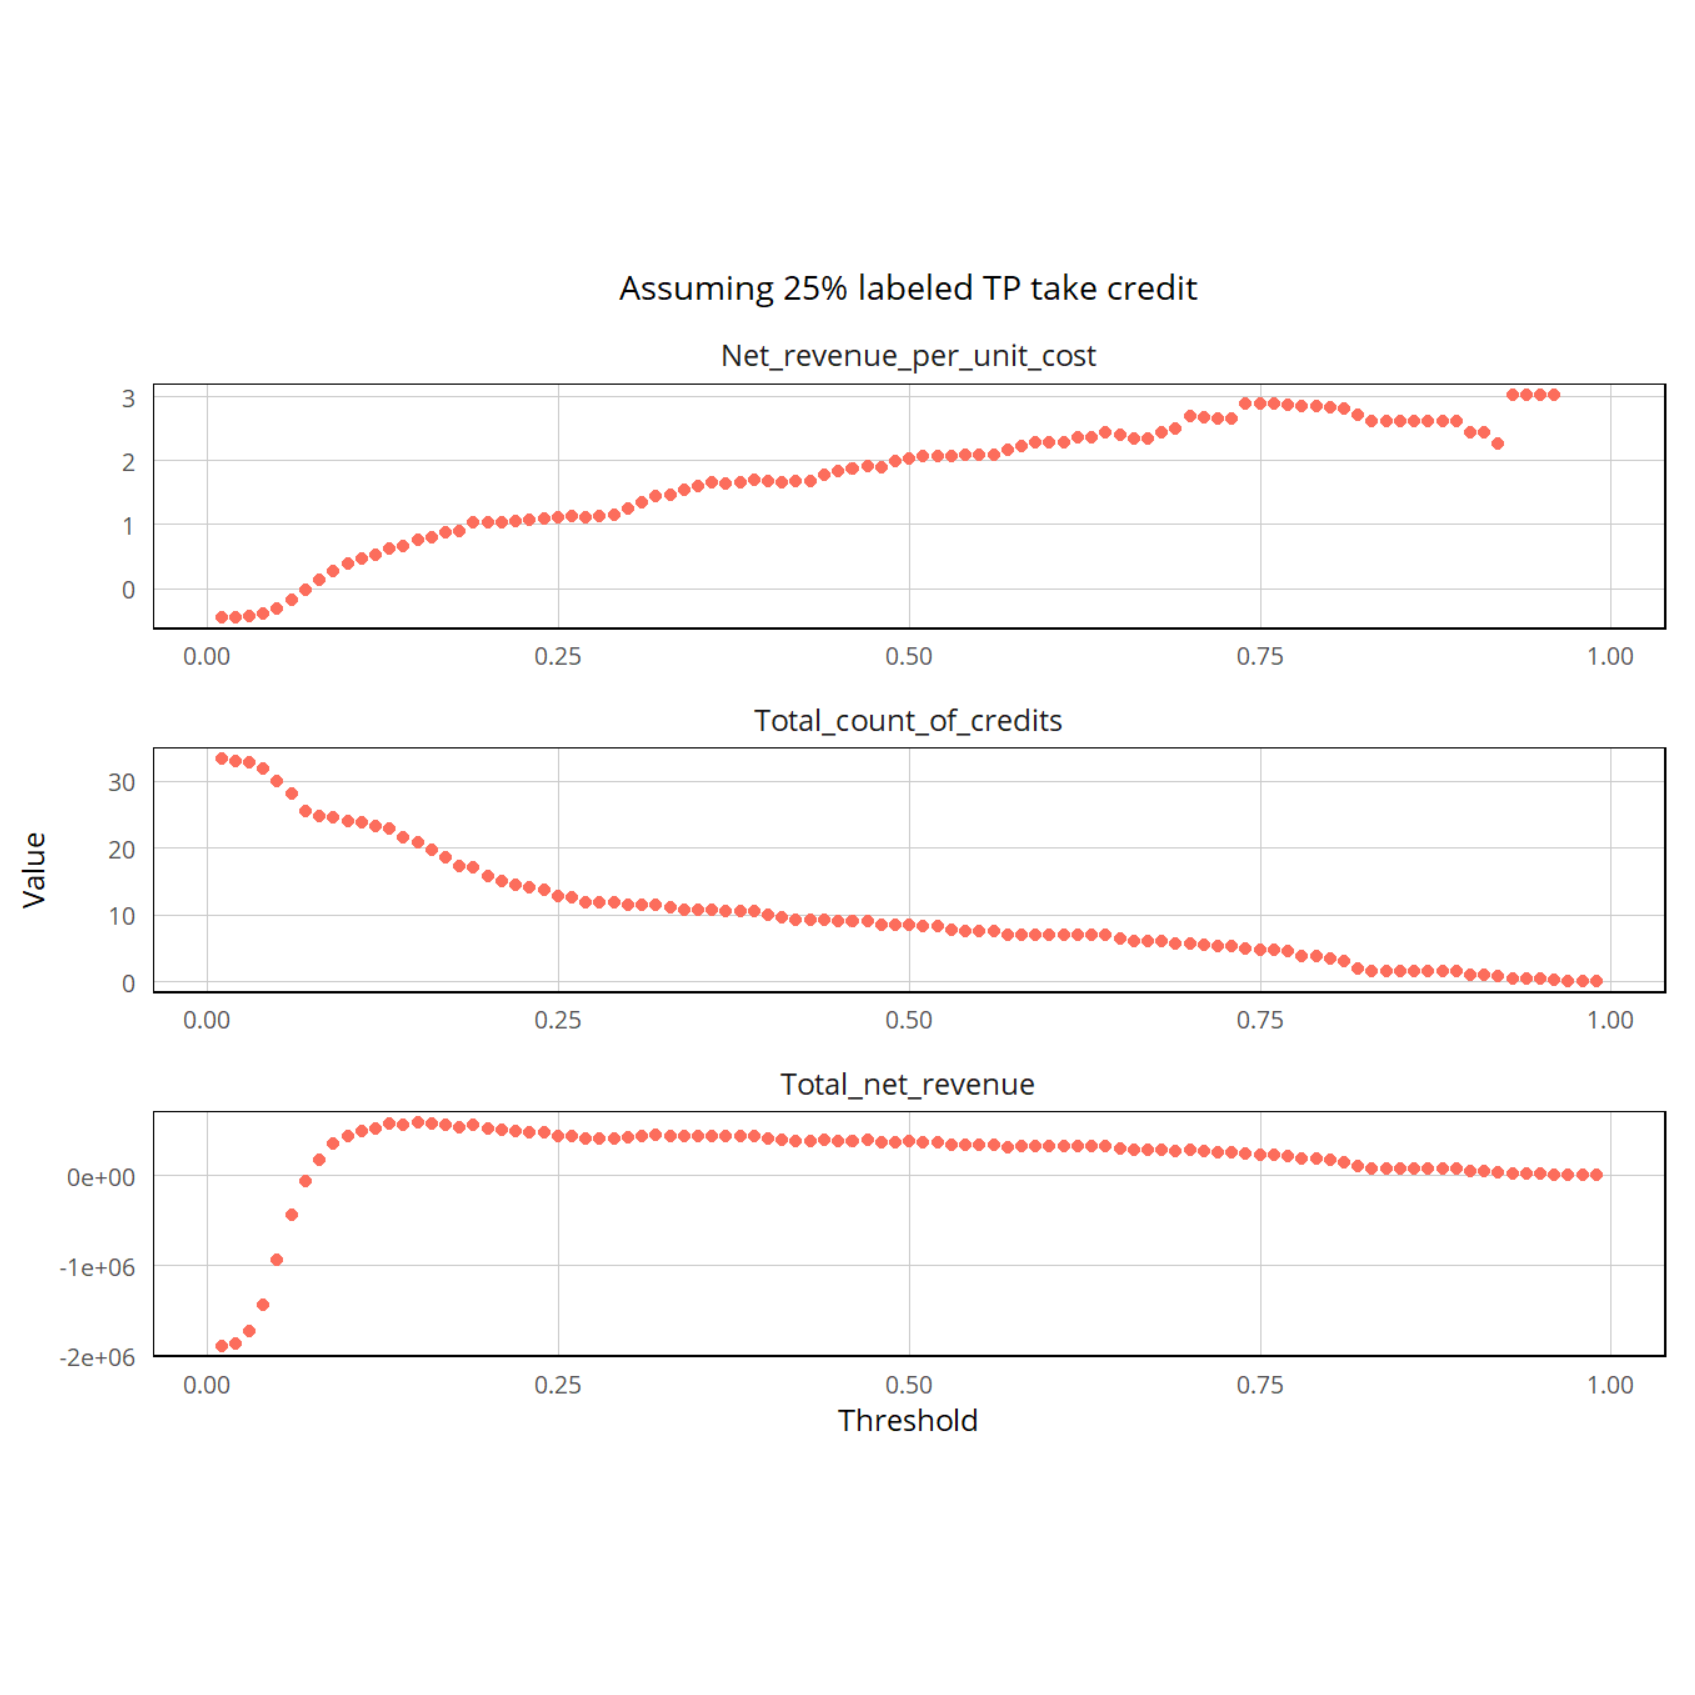 Assuming 25% labeled TP take credit
Net_revenue_per_unit_cost
3
2
1
0
0.00 0.25 0.50 0.75 1.00
Total_count_of_credits
30
20
10
0
0.00 0.25 0.50 0.75 1.00
Value
Total_net_revenue
0e+00
-1e+06
-2e+06
0.00 0.25 0.50 0.75 1.00
Threshold